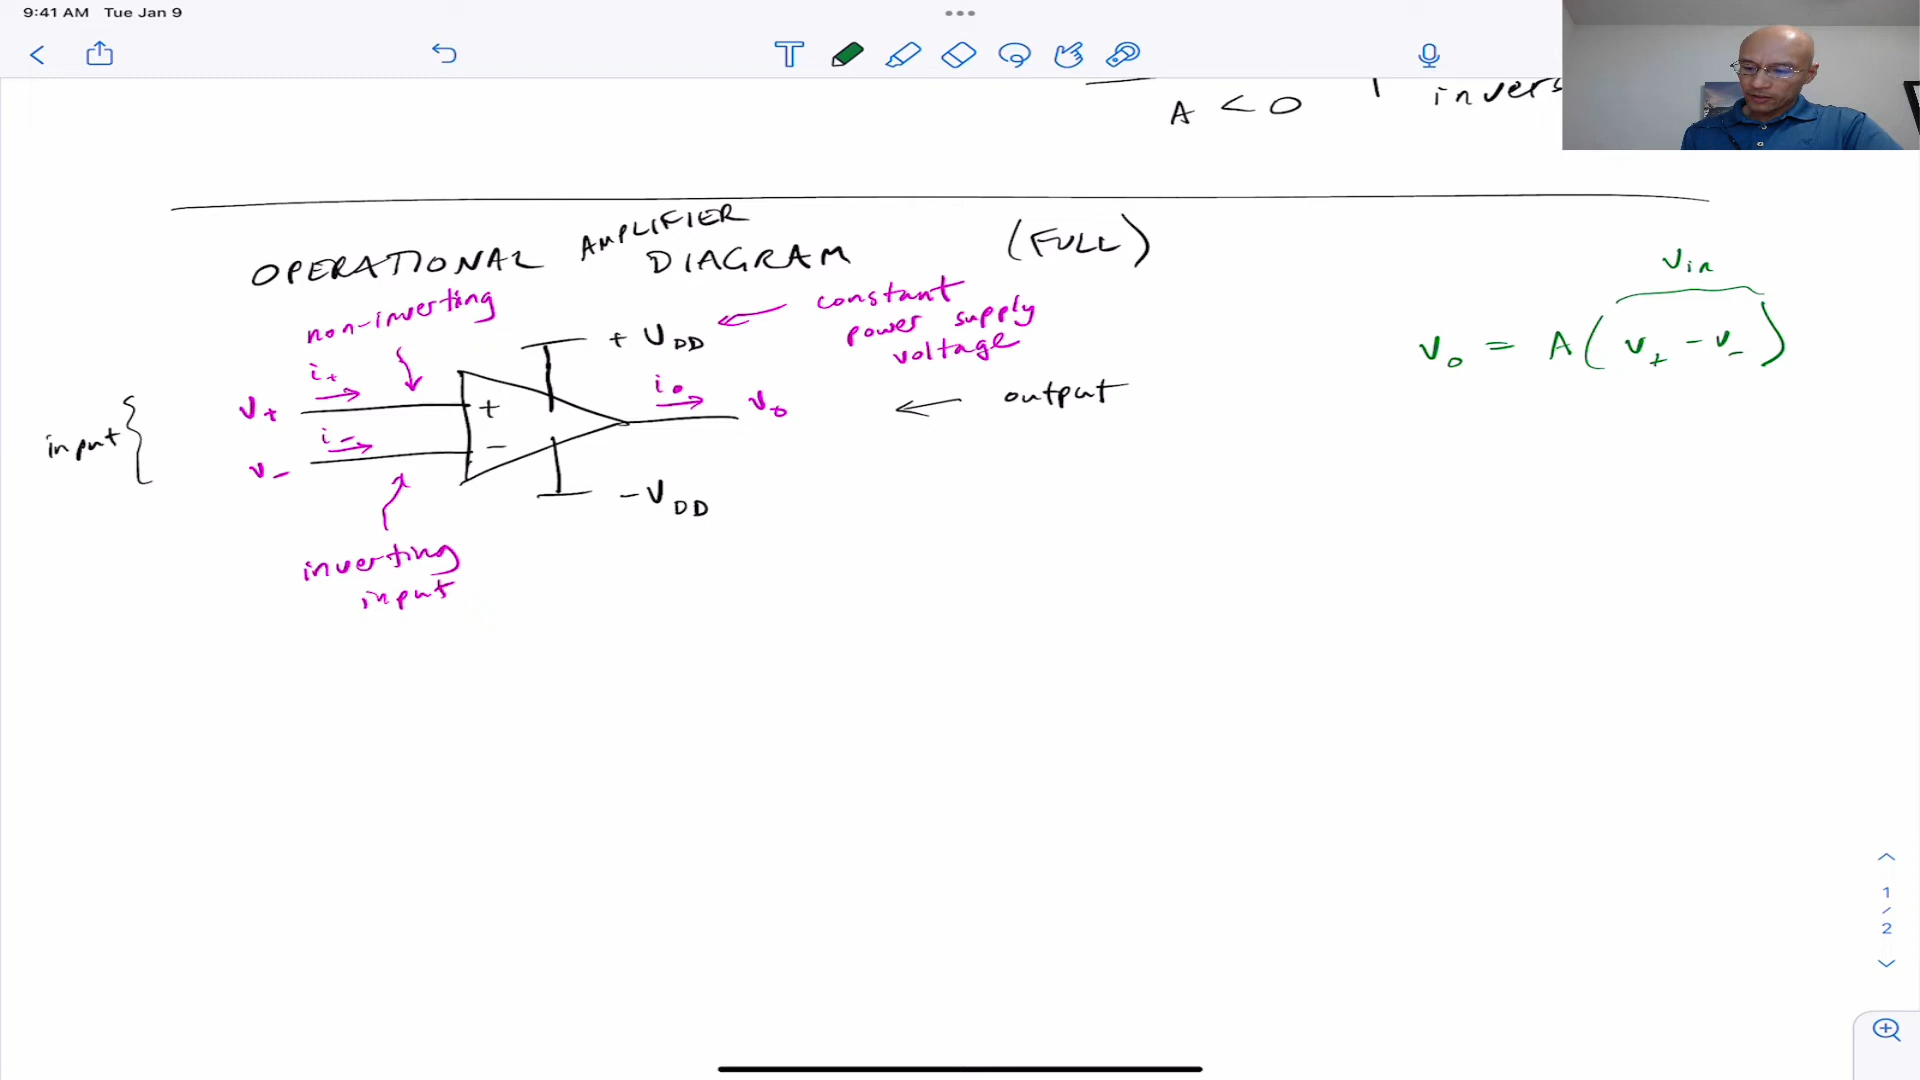 9:41 AM Tue Jan 9
A < 0
invers
OPERATIONAL AMPLIFIER DIAGRAM (FULL)
non-inverting
+ VDD
constant
power supply
voltage
vin
vo = A(v+ - v-)
i+
v+
+
io
vo
output
input
i-
v-
-
- VDD
inverting
input
1
/
2